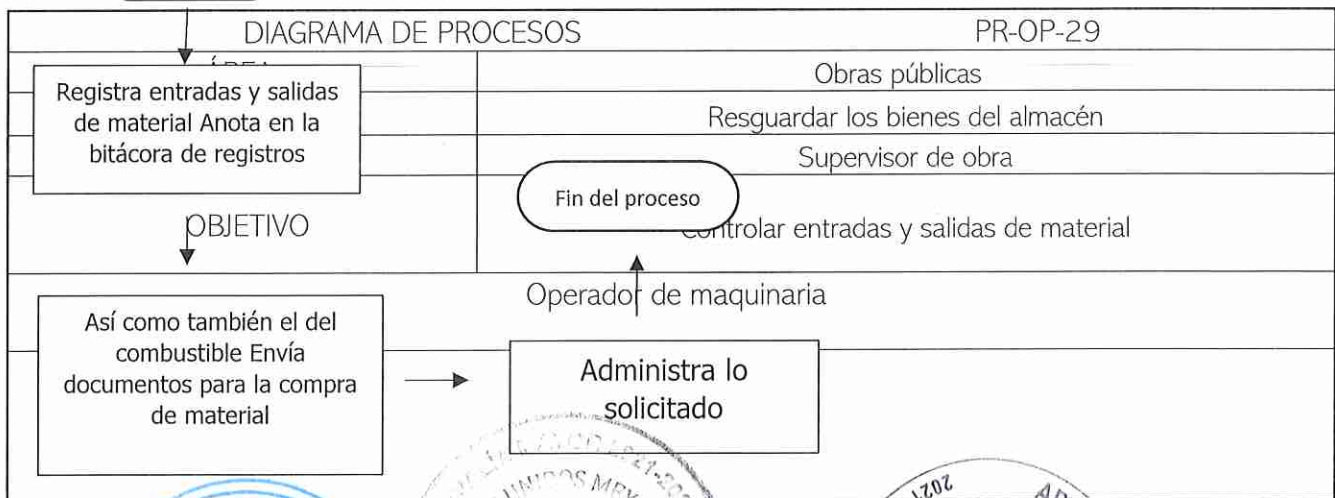 DIAGRAMA DE PROCESOS PR-OP-29
Obras públicas
Registra entradas y salidas
de material Anota en la
bitácora de registros
Resguardar los bienes del almacén
Supervisor de obra
Fin del proceso
OBJETIVO
Controlar entradas y salidas de material
Operador de maquinaria
Así como también el del
combustible Envía
documentos para la compra
de material
Administra lo
solicitado